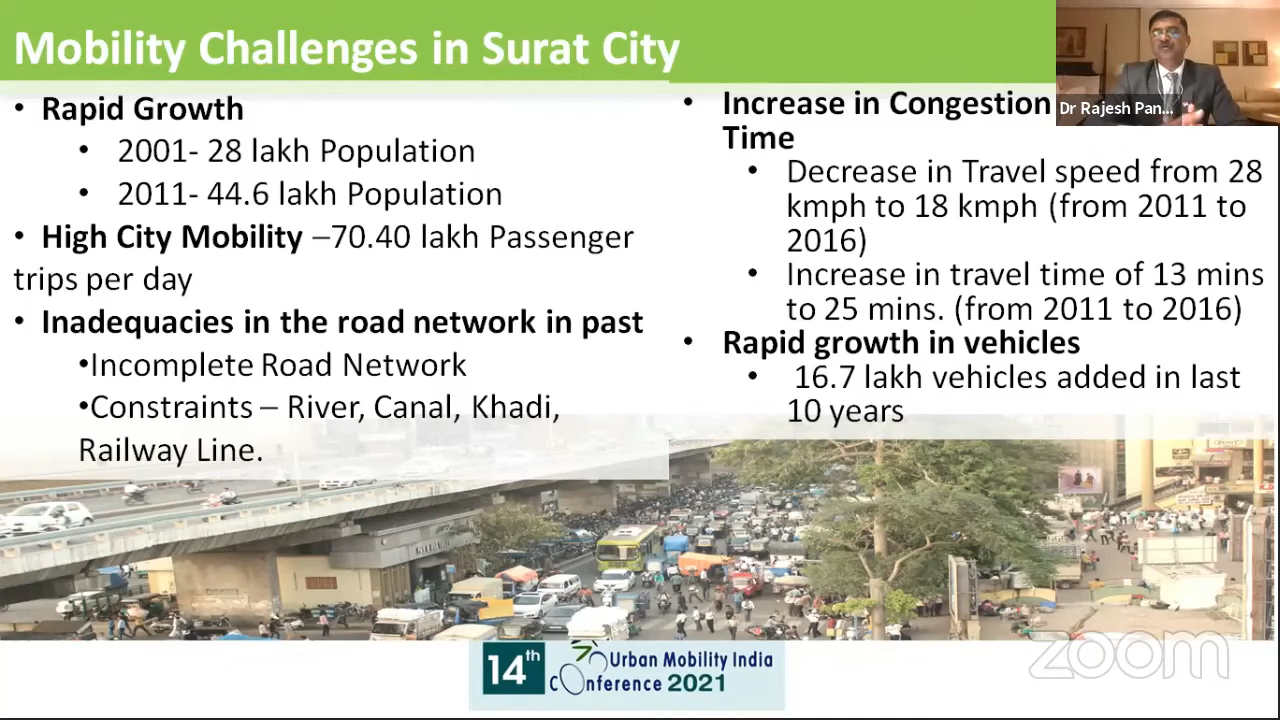 Mobility Challenges in Surat City
• Rapid Growth
• 2001- 28 lakh Population
• 2011- 44.6 lakh Population
• High City Mobility –70.40 lakh Passenger
trips per day
• Inadequacies in the road network in past
•Incomplete Road Network
•Constraints – River, Canal, Khadi,
Railway Line.
• Increase in Congestion
Time
• Decrease in Travel speed from 28
kmph to 18 kmph (from 2011 to
2016)
• Increase in travel time of 13 mins
to 25 mins. (from 2011 to 2016)
• Rapid growth in vehicles
• 16.7 lakh vehicles added in last
10 years
Dr Rajesh Pan...
14th
Urban Mobility India
Conference 2021
zoom